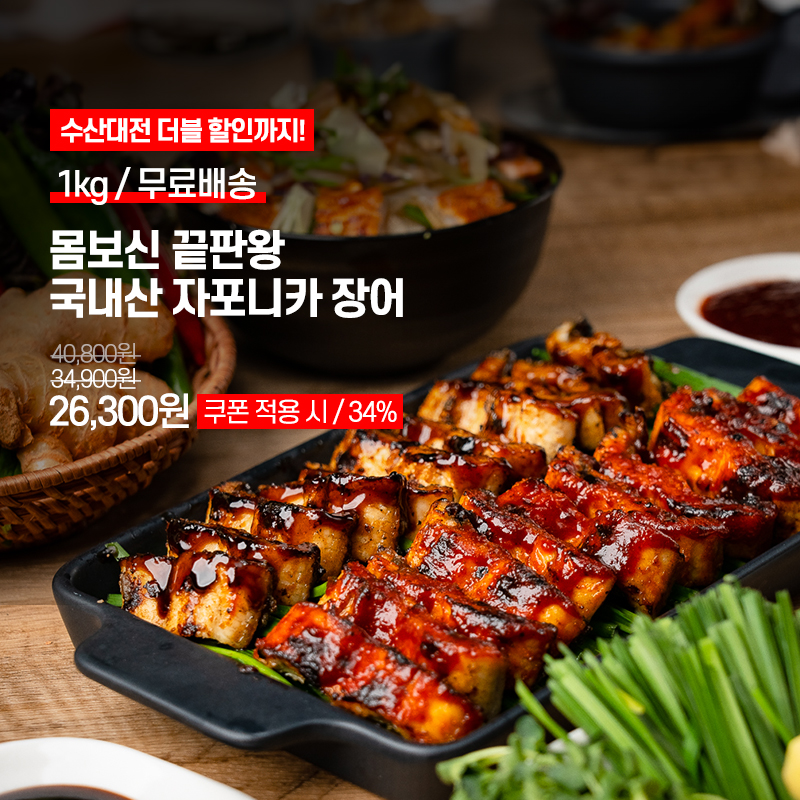 수산대전 더블 할인까지!
1kg / 무료배송
몸보신 끝판왕
국내산 자포니카 장어
40,800원
34,900원
26,300원 쿠폰 적용 시 / 34%